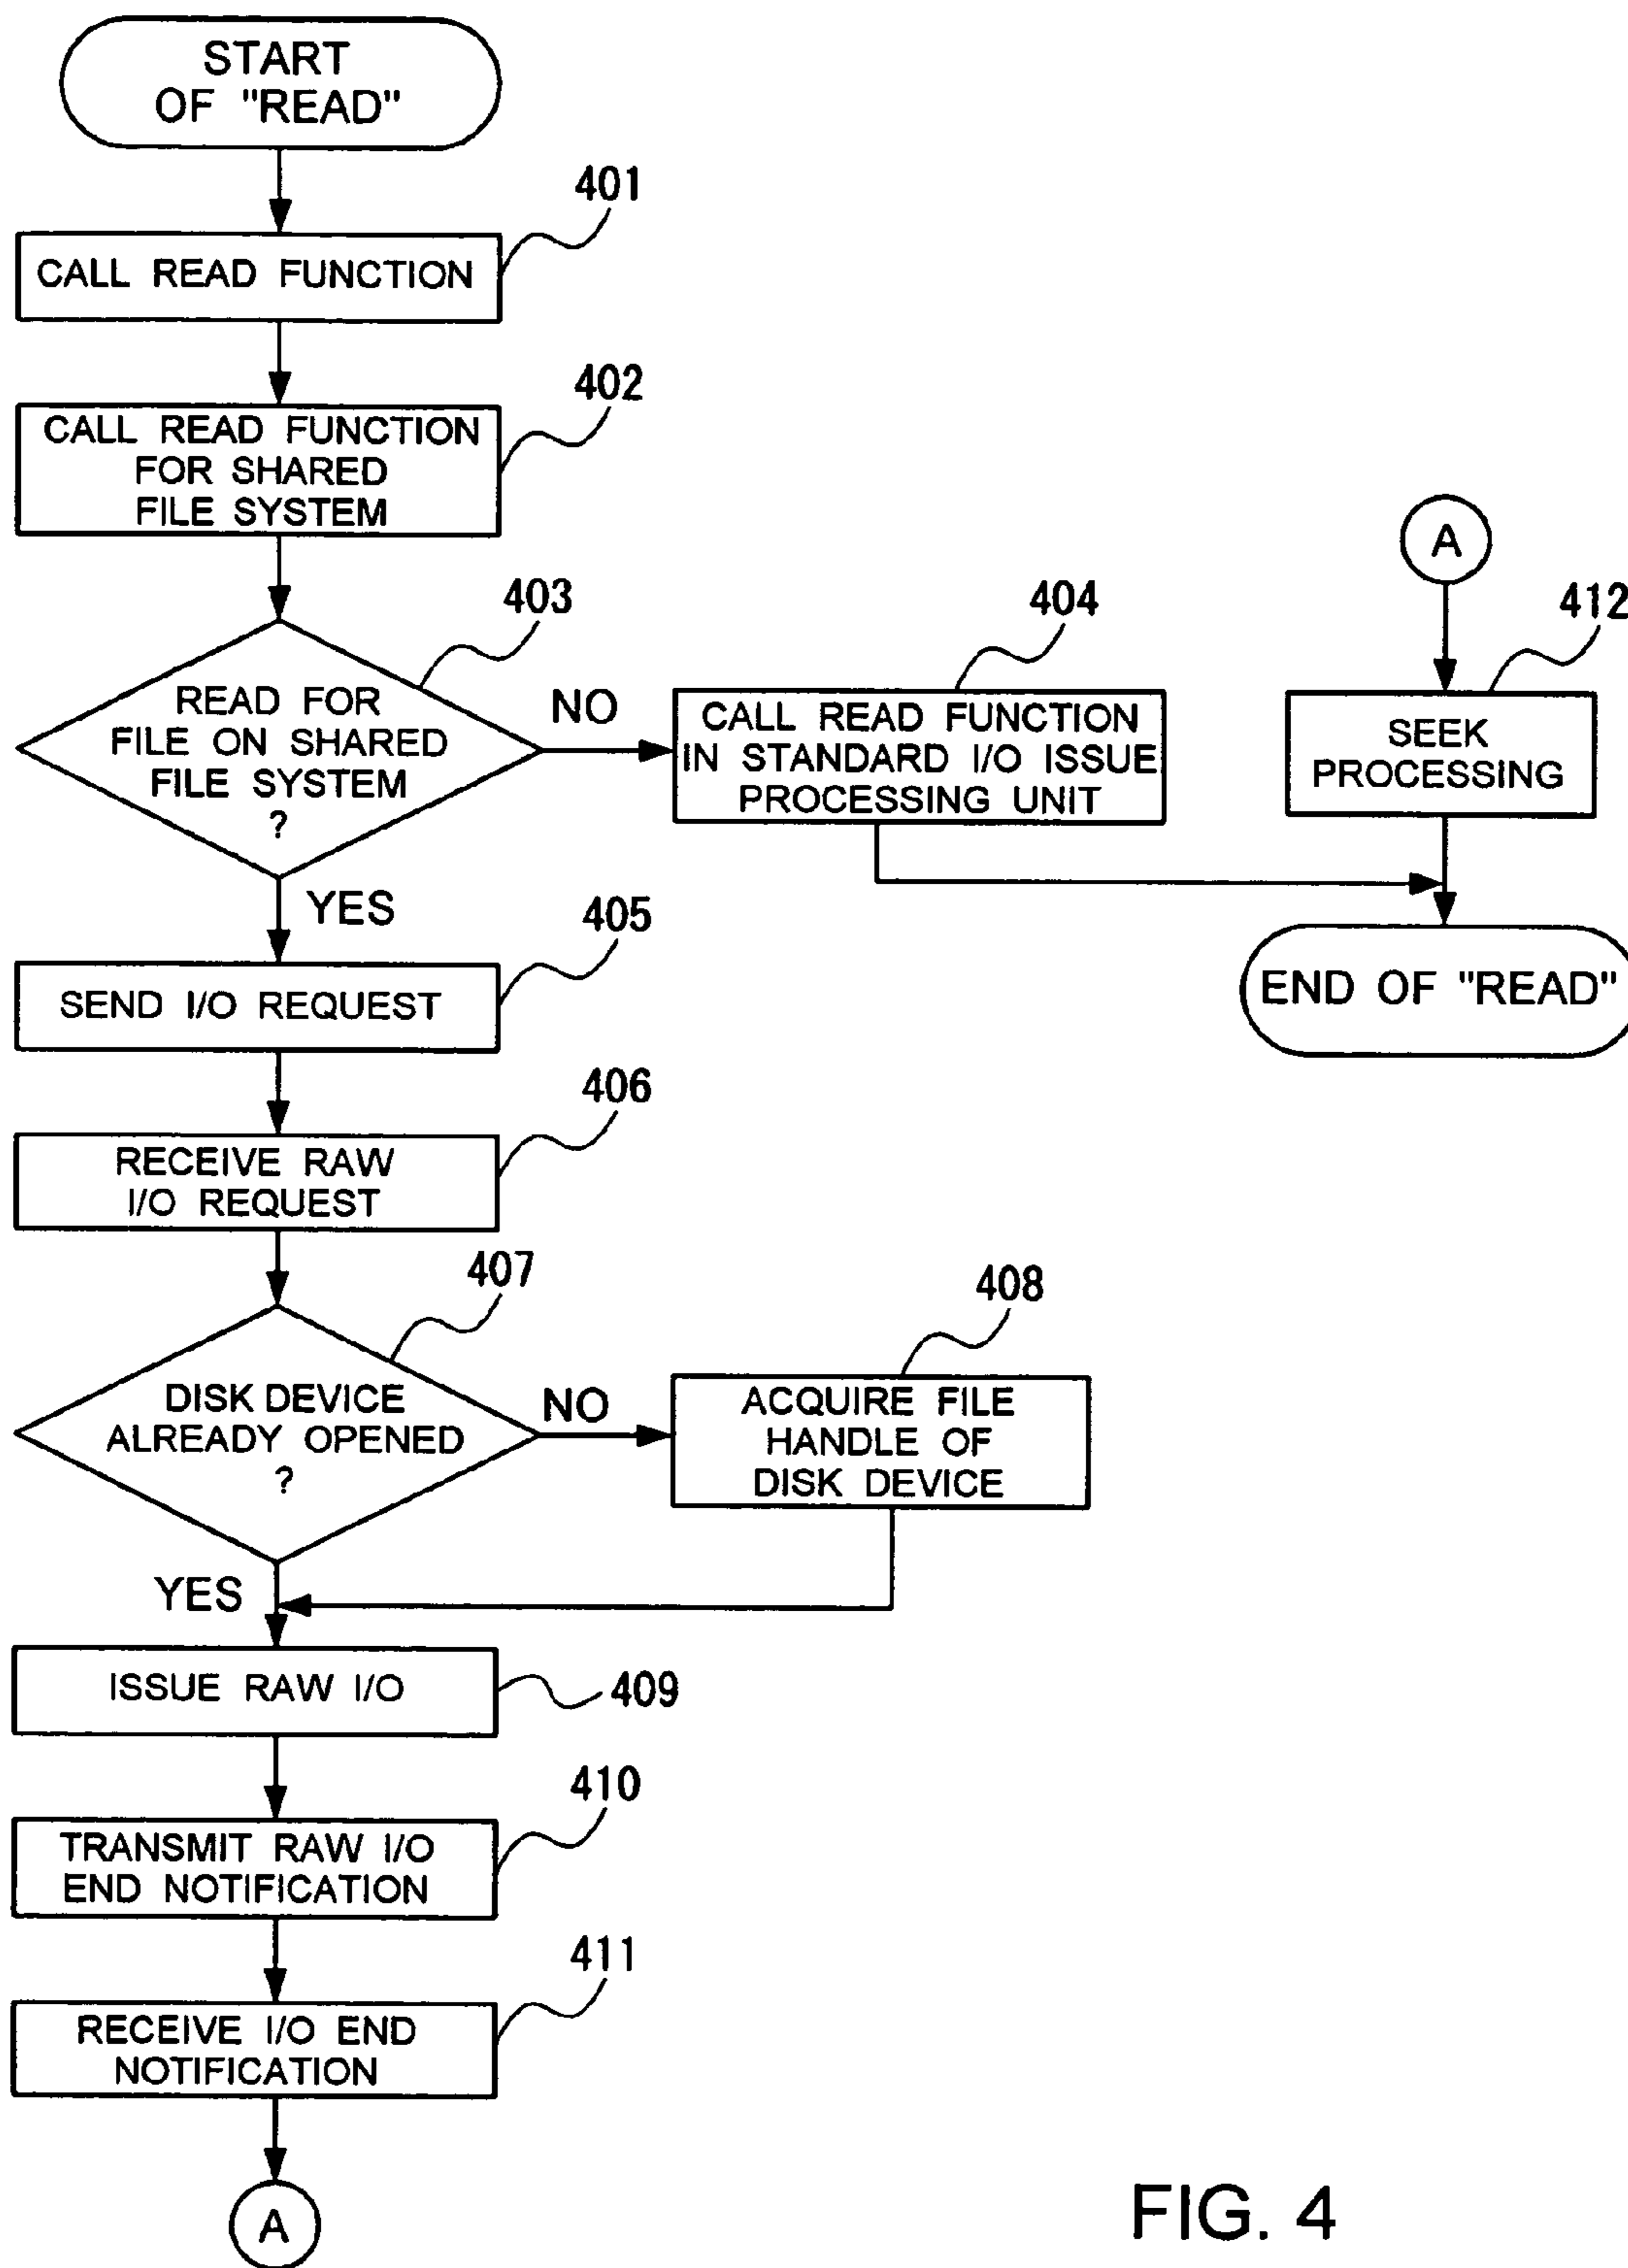 START
OF "READ"
401
CALL READ FUNCTION
402
CALL READ FUNCTION
FOR SHARED
FILE SYSTEM
403
READ FOR
FILE ON SHARED
FILE SYSTEM
?
NO
404
CALL READ FUNCTION
IN STANDARD I/O ISSUE
PROCESSING UNIT
YES
405
SEND I/O REQUEST
406
RECEIVE RAW
I/O REQUEST
407
DISK DEVICE
ALREADY OPENED
?
NO
408
ACQUIRE FILE
HANDLE OF
DISK DEVICE
YES
ISSUE RAW I/O
409
410
TRANSMIT RAW I/O
END NOTIFICATION
411
RECEIVE I/O END
NOTIFICATION
A
A
412
SEEK
PROCESSING
END OF "READ"
FIG. 4